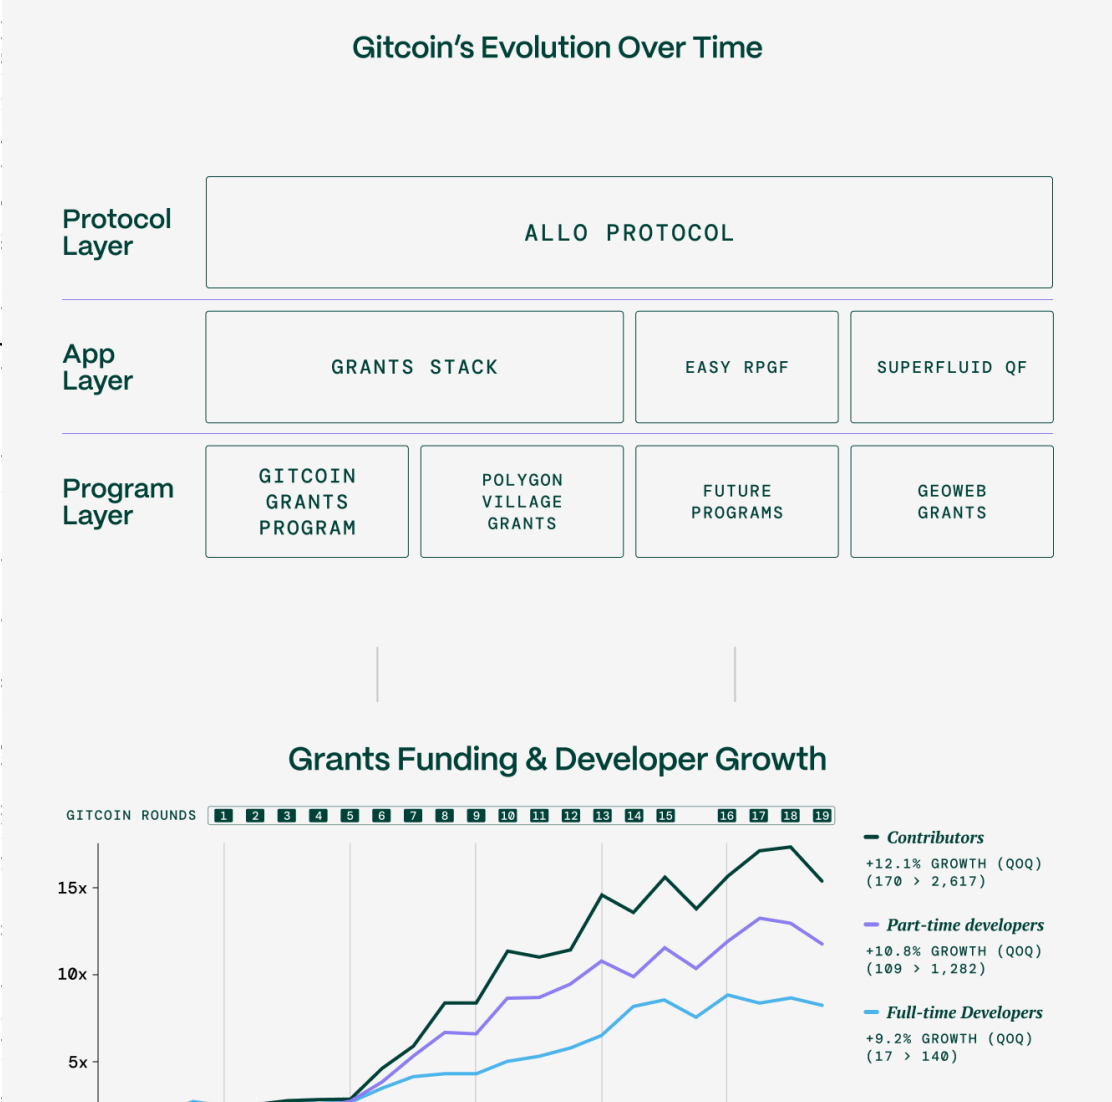 Gitcoin’s Evolution Over Time
Protocol
Layer
ALLO PROTOCOL
App
Layer
GRANTS STACK
EASY RPGF
SUPERFLUID QF
Program
Layer
GITCOIN
GRANTS
PROGRAM
POLYGON
VILLAGE
GRANTS
FUTURE
PROGRAMS
GEOWEB
GRANTS
Grants Funding & Developer Growth
GITCOIN ROUNDS 1 2 3 4 5 6 7 8 9 10 11 12 13 14 15 16 17 18 19
15x
10x
5x
Contributors
+12.1% GROWTH (QOQ)
(170 > 2,617)
Part-time developers
+10.8% GROWTH (QOQ)
(109 > 1,282)
Full-time Developers
+9.2% GROWTH (QOQ)
(17 > 140)